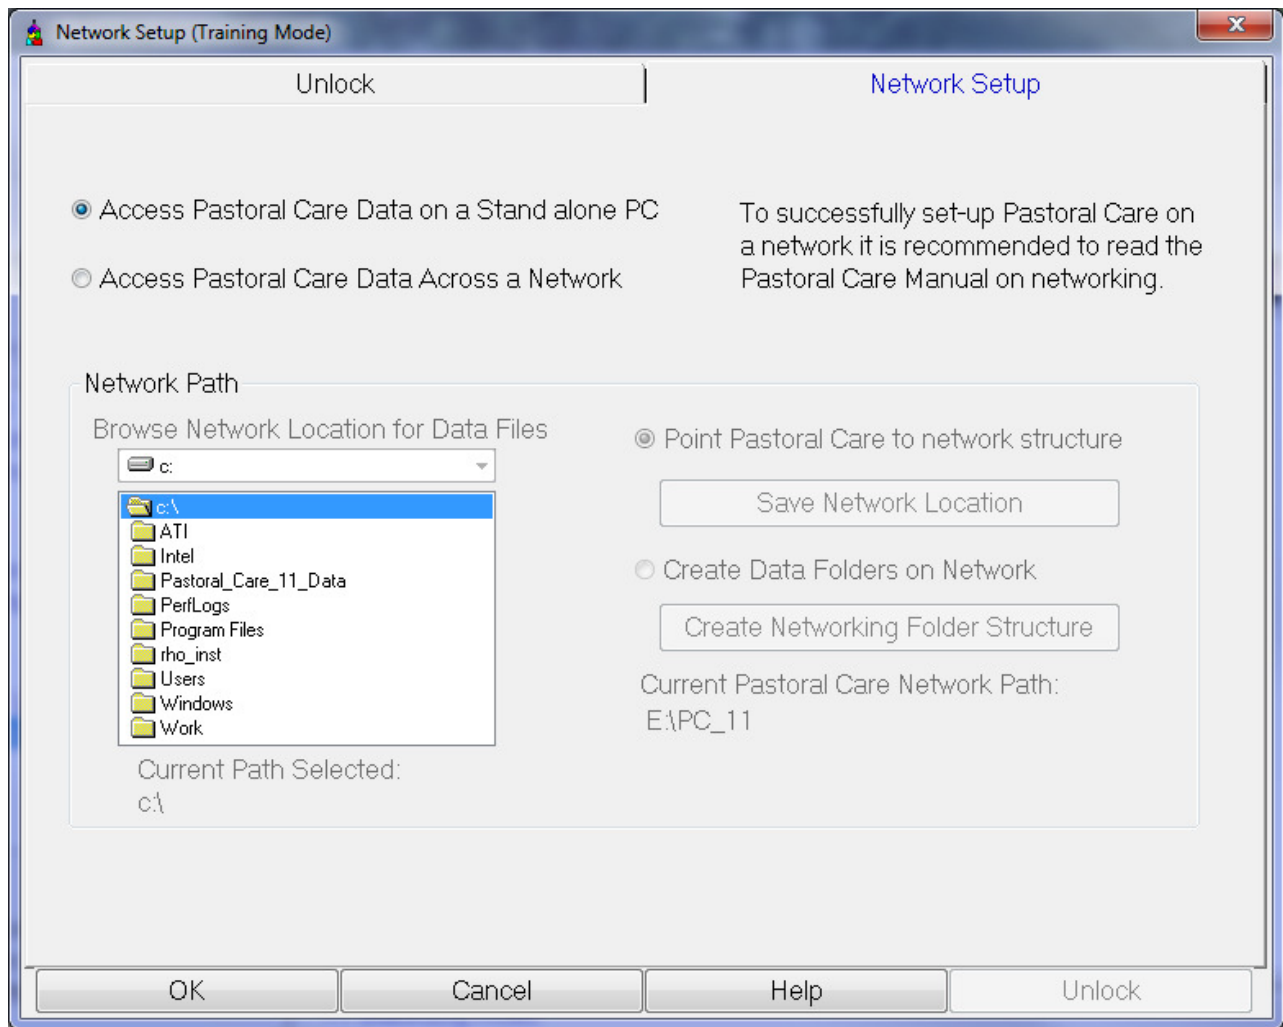 Network Setup (Training Mode)
Unlock
Network Setup
Access Pastoral Care Data on a Stand alone PC
Access Pastoral Care Data Across a Network
To successfully set-up Pastoral Care on
a network it is recommended to read the
Pastoral Care Manual on networking.
Network Path
Browse Network Location for Data Files
c:
c:\
ATI
Intel
Pastoral_Care_11_Data
PerfLogs
Program Files
rho_inst
Users
Windows
Work
Current Path Selected:
c:\
Point Pastoral Care to network structure
Save Network Location
Create Data Folders on Network
Create Networking Folder Structure
Current Pastoral Care Network Path:
E:\PC_11
OK
Cancel
Help
Unlock